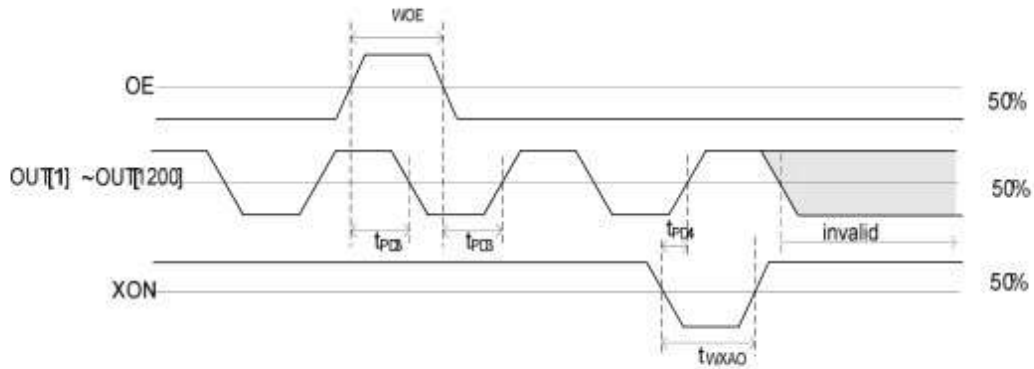 WOE
OE
50%
OUT[1] ~OUT[1200]
50%
tPD3
tPD3
tPD4
invalid
XON
50%
tWXAO